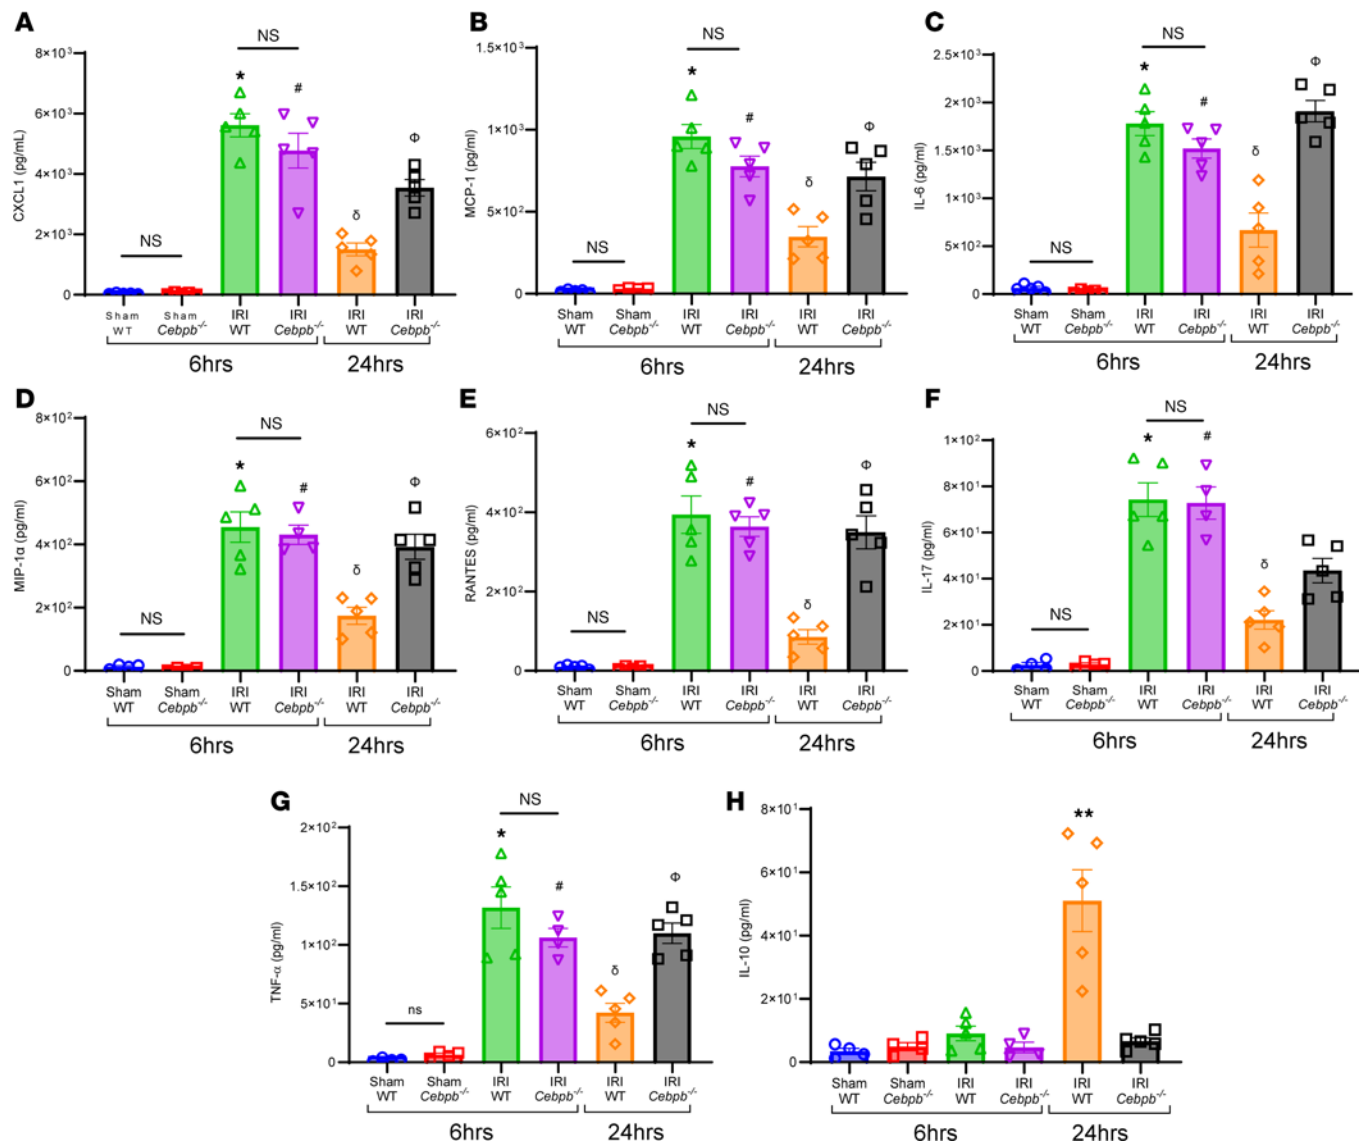 A
CXCL1 (pg/mL)
8×10³
6×10³
4×10³
2×10³
0
NS
NS
*
#
δ
Φ
Sham WT
Sham Cebpb⁻/⁻
IRI WT
IRI Cebpb⁻/⁻
IRI WT
IRI Cebpb⁻/⁻
6hrs
24hrs
B
MCP-1 (pg/ml)
1.5×10³
1×10³
5×10²
0
NS
NS
*
#
δ
Φ
Sham WT
Sham Cebpb⁻/⁻
IRI WT
IRI Cebpb⁻/⁻
IRI WT
IRI Cebpb⁻/⁻
6hrs
24hrs
C
IL-6 (pg/ml)
2.5×10³
2×10³
1.5×10³
1×10³
5×10²
0
NS
NS
*
#
δ
Φ
Sham WT
Sham Cebpb⁻/⁻
IRI WT
IRI Cebpb⁻/⁻
IRI WT
IRI Cebpb⁻/⁻
6hrs
24hrs
D
MIP-1α (pg/ml)
8×10²
6×10²
4×10²
2×10²
0
NS
NS
*
#
δ
Φ
Sham WT
Sham Cebpb⁻/⁻
IRI WT
IRI Cebpb⁻/⁻
IRI WT
IRI Cebpb⁻/⁻
6hrs
24hrs
E
RANTES (pg/ml)
6×10²
4×10²
2×10²
0
NS
NS
*
#
δ
Φ
Sham WT
Sham Cebpb⁻/⁻
IRI WT
IRI Cebpb⁻/⁻
IRI WT
IRI Cebpb⁻/⁻
6hrs
24hrs
F
IL-17 (pg/ml)
1×10²
8×10¹
6×10¹
4×10¹
2×10¹
0
NS
NS
*
#
δ
Sham WT
Sham Cebpb⁻/⁻
IRI WT
IRI Cebpb⁻/⁻
IRI WT
IRI Cebpb⁻/⁻
6hrs
24hrs
G
TNF-α (pg/ml)
2×10²
1.5×10²
1×10²
5×10¹
0
ns
NS
*
#
δ
Φ
Sham WT
Sham Cebpb⁻/⁻
IRI WT
IRI Cebpb⁻/⁻
IRI WT
IRI Cebpb⁻/⁻
6hrs
24hrs
H
IL-10 (pg/ml)
8×10¹
6×10¹
4×10¹
2×10¹
0
**
Sham WT
Sham Cebpb⁻/⁻
IRI WT
IRI Cebpb⁻/⁻
IRI WT
IRI Cebpb⁻/⁻
6hrs
24hrs